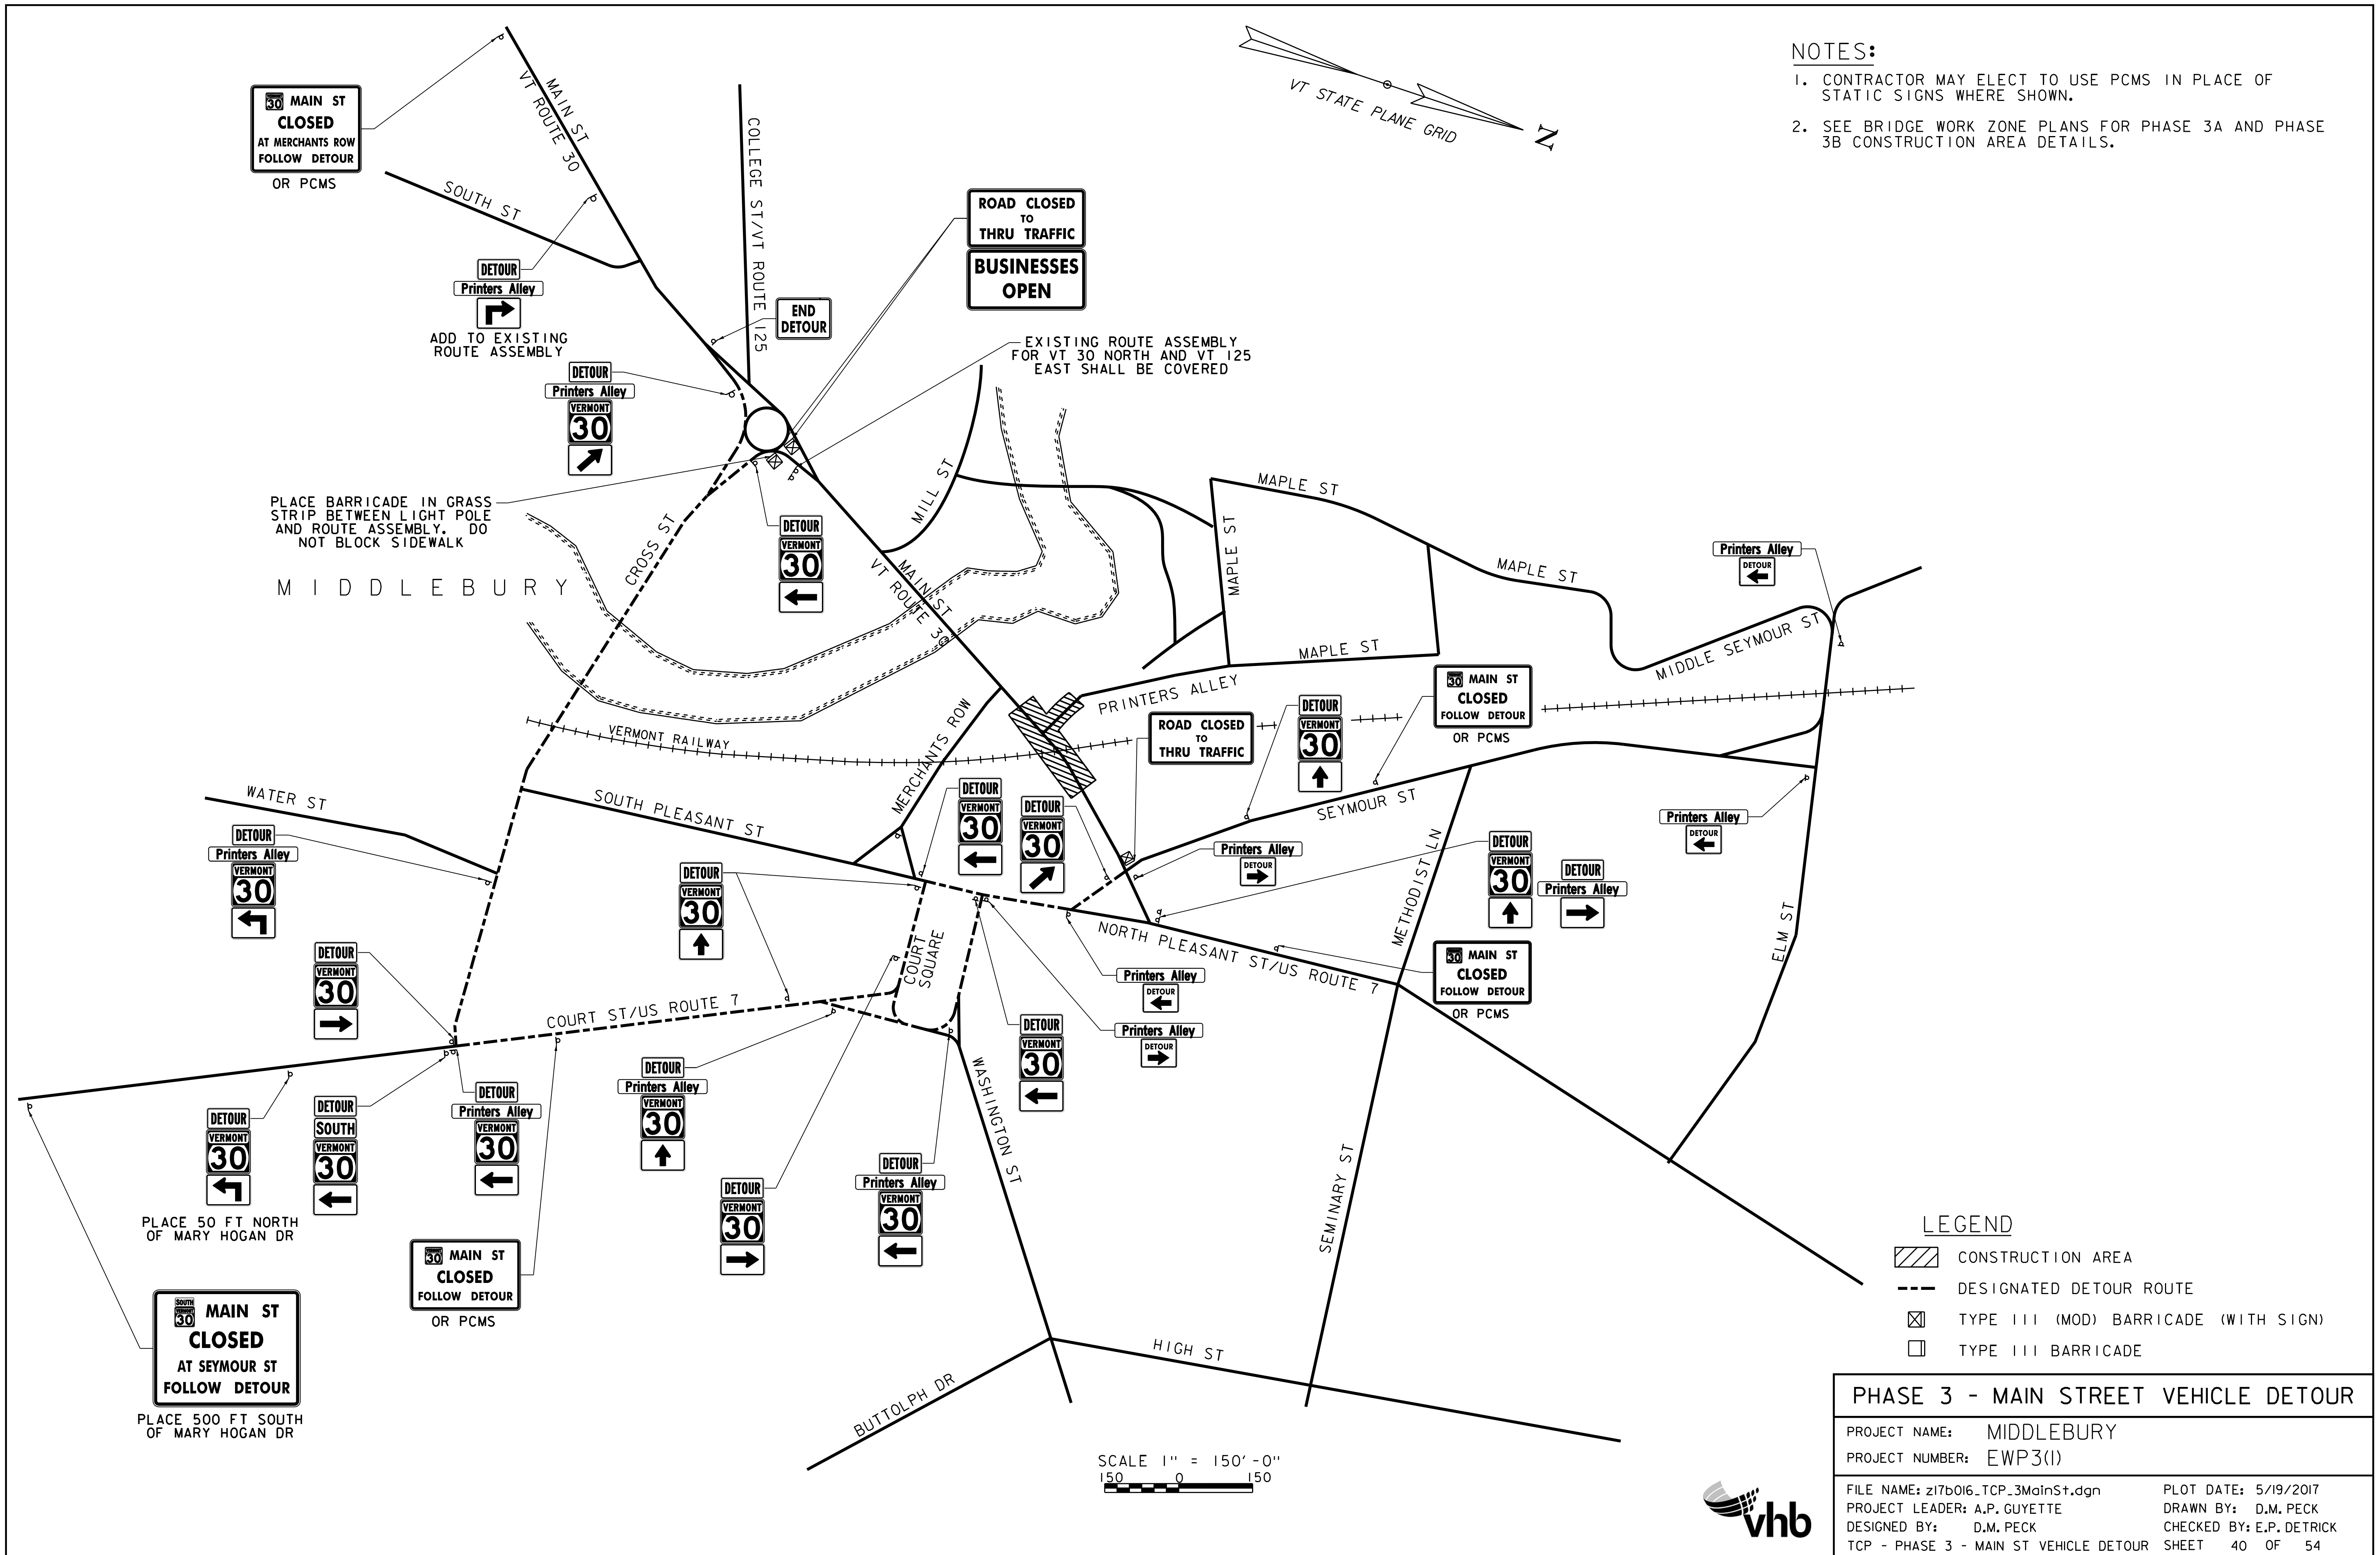 NOTES:
1. CONTRACTOR MAY ELECT TO USE PCMS IN PLACE OF
STATIC SIGNS WHERE SHOWN.
2. SEE BRIDGE WORK ZONE PLANS FOR PHASE 3A AND PHASE
3B CONSTRUCTION AREA DETAILS.
VT STATE PLANE GRID
N
30 MAIN ST
CLOSED
AT MERCHANTS ROW
FOLLOW DETOUR
OR PCMS
MAIN ST
VT ROUTE 30
SOUTH ST
COLLEGE ST/VT ROUTE 125
ROAD CLOSED
TO
THRU TRAFFIC
BUSINESSES
OPEN
DETOUR
Printers Alley
ADD TO EXISTING
ROUTE ASSEMBLY
END
DETOUR
EXISTING ROUTE ASSEMBLY
FOR VT 30 NORTH AND VT 125
EAST SHALL BE COVERED
DETOUR
Printers Alley
VERMONT
30
PLACE BARRICADE IN GRASS
STRIP BETWEEN LIGHT POLE
AND ROUTE ASSEMBLY. DO
NOT BLOCK SIDEWALK
MIDDLEBURY
CROSS ST
DETOUR
VERMONT
30
MILL ST
MAIN ST
VT ROUTE 30
MAPLE ST
MAPLE ST
MAPLE ST
MAPLE ST
Printers Alley
DETOUR
MIDDLE SEYMOUR ST
PRINTERS ALLEY
MERCHANTS ROW
VERMONT RAILWAY
ROAD CLOSED
TO
THRU TRAFFIC
DETOUR
VERMONT
30
30 MAIN ST
CLOSED
FOLLOW DETOUR
OR PCMS
WATER ST
SOUTH PLEASANT ST
SEYMOUR ST
DETOUR
Printers Alley
VERMONT
30
DETOUR
VERMONT
30
DETOUR
VERMONT
30
DETOUR
VERMONT
30
Printers Alley
DETOUR
METHODIST LN
DETOUR
VERMONT
30
DETOUR
Printers Alley
Printers Alley
DETOUR
ELM ST
DETOUR
VERMONT
30
COURT ST/US ROUTE 7
COURT
SQUARE
NORTH PLEASANT ST/US ROUTE 7
Printers Alley
DETOUR
30 MAIN ST
CLOSED
FOLLOW DETOUR
OR PCMS
DETOUR
VERMONT
30
Printers Alley
DETOUR
DETOUR
VERMONT
30
PLACE 50 FT NORTH
OF MARY HOGAN DR
DETOUR
SOUTH
VERMONT
30
DETOUR
Printers Alley
VERMONT
30
DETOUR
Printers Alley
VERMONT
30
WASHINGTON ST
DETOUR
VERMONT
30
DETOUR
Printers Alley
VERMONT
30
SEMINARY ST
VERMONT
30 MAIN ST
CLOSED
FOLLOW DETOUR
OR PCMS
SOUTH
VERMONT
30 MAIN ST
CLOSED
AT SEYMOUR ST
FOLLOW DETOUR
PLACE 500 FT SOUTH
OF MARY HOGAN DR
HIGH ST
BUTTOLPH DR
SCALE 1" = 150'-0"
150 0 150
LEGEND
CONSTRUCTION AREA
DESIGNATED DETOUR ROUTE
TYPE III (MOD) BARRICADE (WITH SIGN)
TYPE III BARRICADE
vhb
PHASE 3 - MAIN STREET VEHICLE DETOUR
PROJECT NAME: MIDDLEBURY
PROJECT NUMBER: EWP3(1)
FILE NAME: z17b016_TCP_3MainSt.dgn PLOT DATE: 5/19/2017
PROJECT LEADER: A.P. GUYETTE DRAWN BY: D.M. PECK
DESIGNED BY: D.M. PECK CHECKED BY: E.P. DETRICK
TCP - PHASE 3 - MAIN ST VEHICLE DETOUR SHEET 40 OF 54